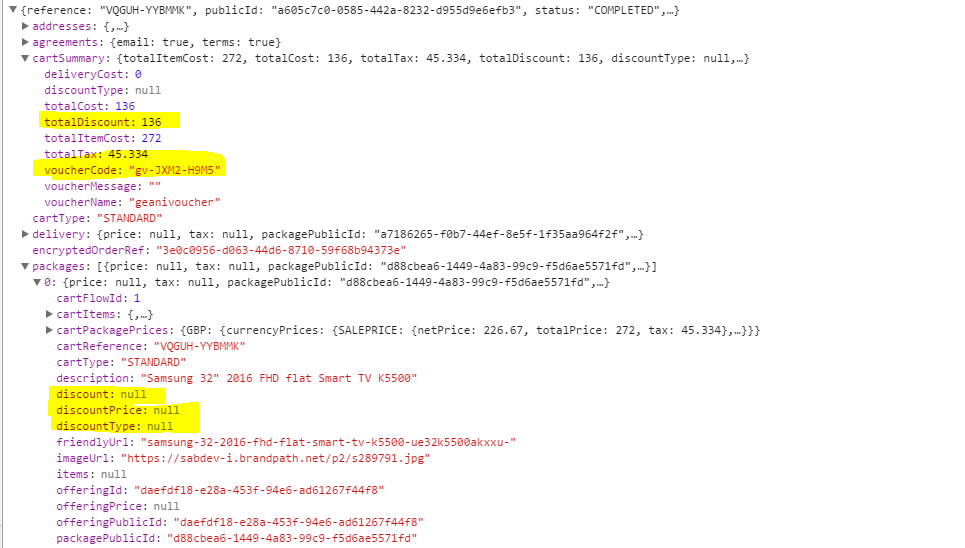 ▼{reference: "VQGUH-YYBMMK", publicId: "a605c7c0-0585-442a-8232-d955d9e6efb3", status: "COMPLETED",…}
▶addresses: {,…}
▶agreements: {email: true, terms: true}
▼cartSummary: {totalItemCost: 272, totalCost: 136, totalTax: 45.334, totalDiscount: 136, discountType: null,…}
deliveryCost: 0
discountType: null
totalCost: 136
totalDiscount: 136
totalItemCost: 272
totalTax: 45.334
voucherCode: "gv-JXM2-H9M5"
voucherMessage: ""
voucherName: "geanivoucher"
cartType: "STANDARD"
▶delivery: {price: null, tax: null, packagePublicId: "a7186265-f0b7-44ef-8e5f-1f35aa964f2f",…}
encryptedOrderRef: "3e0c0956-d063-44d6-8710-59f68b94373e"
▼packages: [{price: null, tax: null, packagePublicId: "d88cbea6-1449-4a83-99c9-f5d6ae5571fd",…}]
▼0: {price: null, tax: null, packagePublicId: "d88cbea6-1449-4a83-99c9-f5d6ae5571fd",…}
cartFlowId: 1
▶cartItems: {,…}
▶cartPackagePrices: {GBP: {currencyPrices: {SALEPRICE: {netPrice: 226.67, totalPrice: 272, tax: 45.334},…}}}
cartReference: "VQGUH-YYBMMK"
cartType: "STANDARD"
description: "Samsung 32" 2016 FHD flat Smart TV K5500"
discount: null
discountPrice: null
discountType: null
friendlyUrl: "samsung-32-2016-fhd-flat-smart-tv-k5500-ue32k5500akxxu-"
imageUrl: "https://sabdev-i.brandpath.net/p2/s289791.jpg"
items: null
offeringId: "daefdf18-e28a-453f-94e6-ad61267f44f8"
offeringPrice: null
offeringPublicId: "daefdf18-e28a-453f-94e6-ad61267f44f8"
packagePublicId: "d88cbea6-1449-4a83-99c9-f5d6ae5571fd"